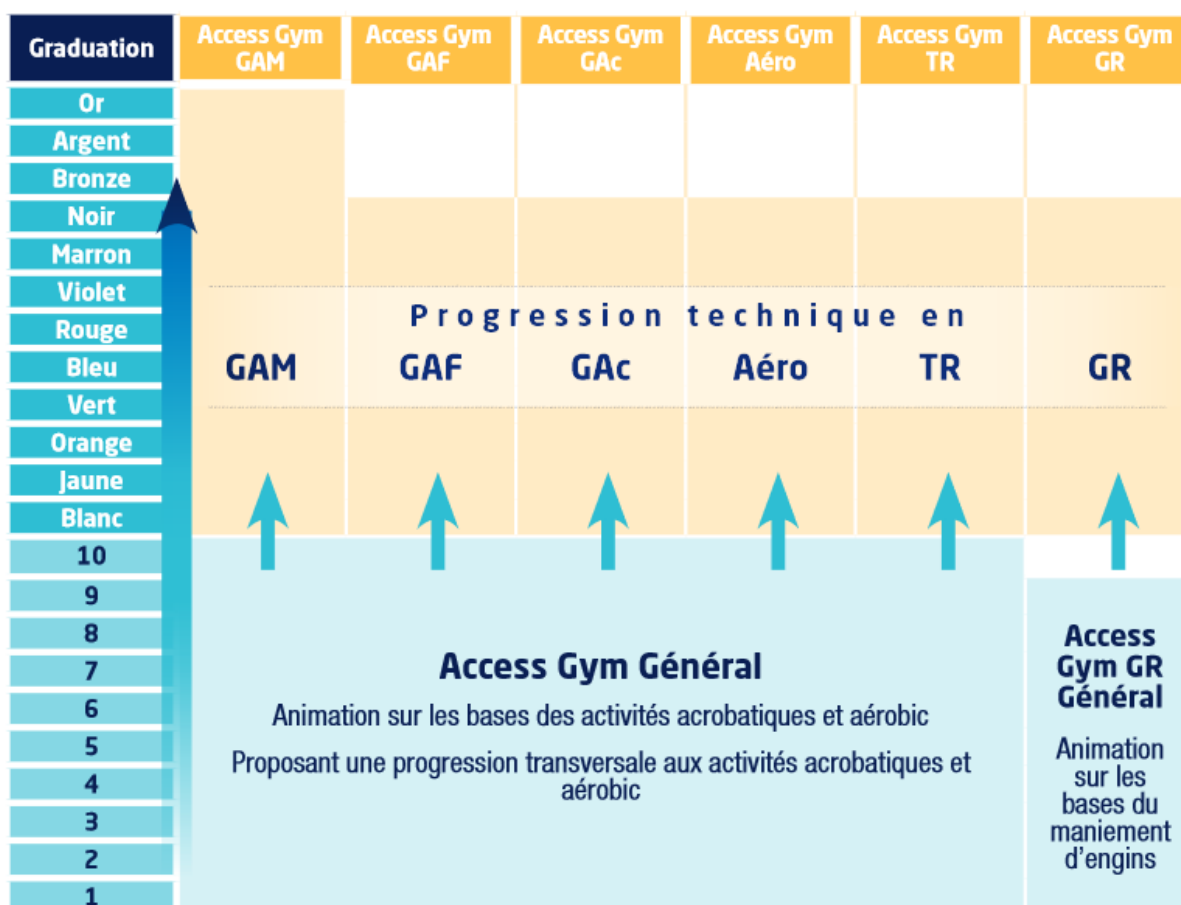 Graduation
Access Gym
GAM
Access Gym
GAF
Access Gym
GAc
Access Gym
Aéro
Access Gym
TR
Access Gym
GR
Or
Argent
Bronze
Noir
Marron
Violet
Rouge
Bleu
Vert
Orange
Jaune
Blanc
10
9
8
7
6
5
4
3
2
1
Progression technique en
GAM
GAF
GAc
Aéro
TR
GR
Access Gym Général
Animation sur les bases des activités acrobatiques et aérobic
Proposant une progression transversale aux activités acrobatiques et
aérobic
Access
Gym GR
Général
Animation
sur les
bases du
maniement
d'engins